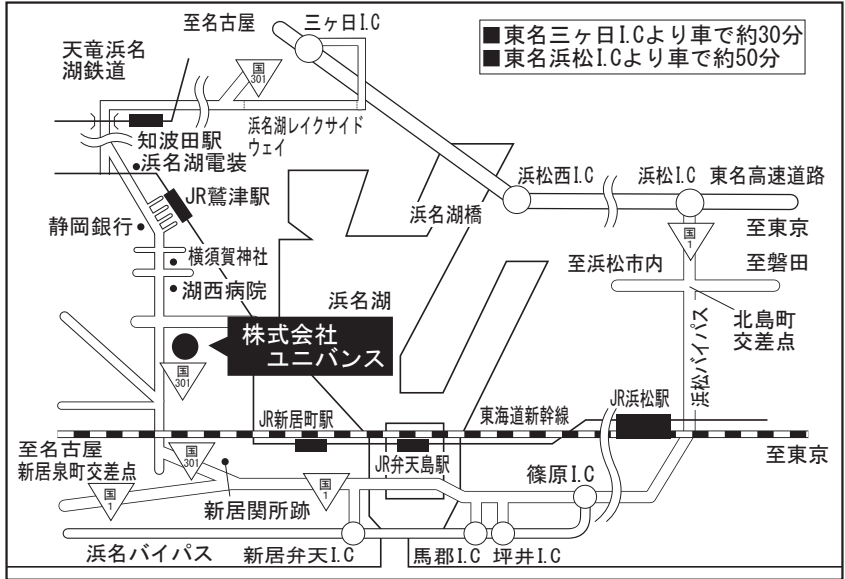 至名古屋
三ヶ日I.C
■東名三ヶ日I.Cより車で約30分
■東名浜松I.Cより車で約50分
天竜浜名
湖鉄道
国
301
浜名湖レイクサイド
ウェイ
知波田駅
浜名湖電装
JR鷲津駅
静岡銀行
横須賀神社
湖西病院
浜名湖橋
浜松西I.C
浜松I.C
東名高速道路
至東京
国
1
至浜松市内
至磐田
北島町
交差点
浜松バイパス
浜名湖
株式会社
ユニバンス
国
301
JR新居町駅
東海道新幹線
JR浜松駅
至名古屋
至東京
新居泉町交差点
国
301
JR弁天島駅
篠原I.C
国
1
新居関所跡
国
1
浜名バイパス
新居弁天I.C
馬郡I.C
坪井I.C